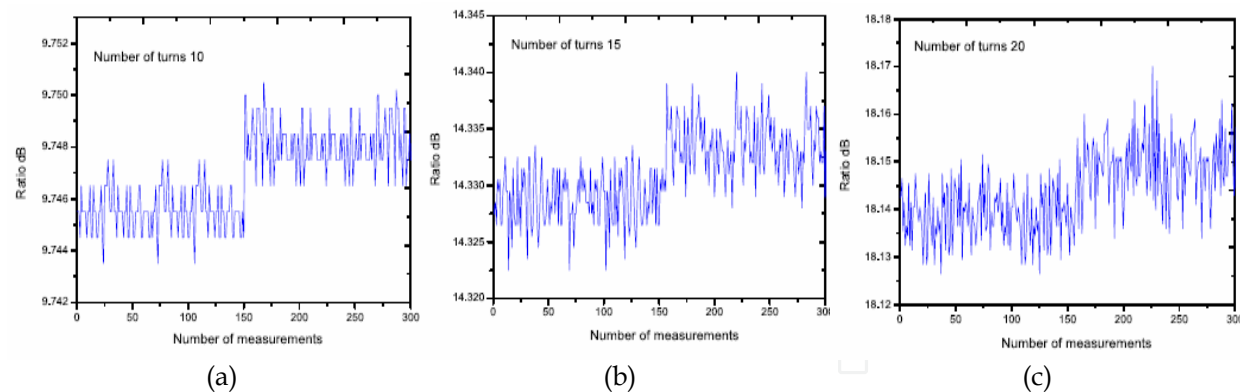 9.752
9.750
9.748
9.746
9.744
9.742
Ratio dB
Number of turns 10
0 50 100 150 200 250 300
Number of measurements
(a)
14.345
14.340
14.335
14.330
14.325
14.320
Ratio dB
Number of turns 15
0 50 100 150 200 250 300
Number of measurements
(b)
18.18
18.17
18.16
18.15
18.14
18.13
18.12
Ratio dB
Number of turns 20
0 50 100 150 200 250 300
Number of measurements
(c)